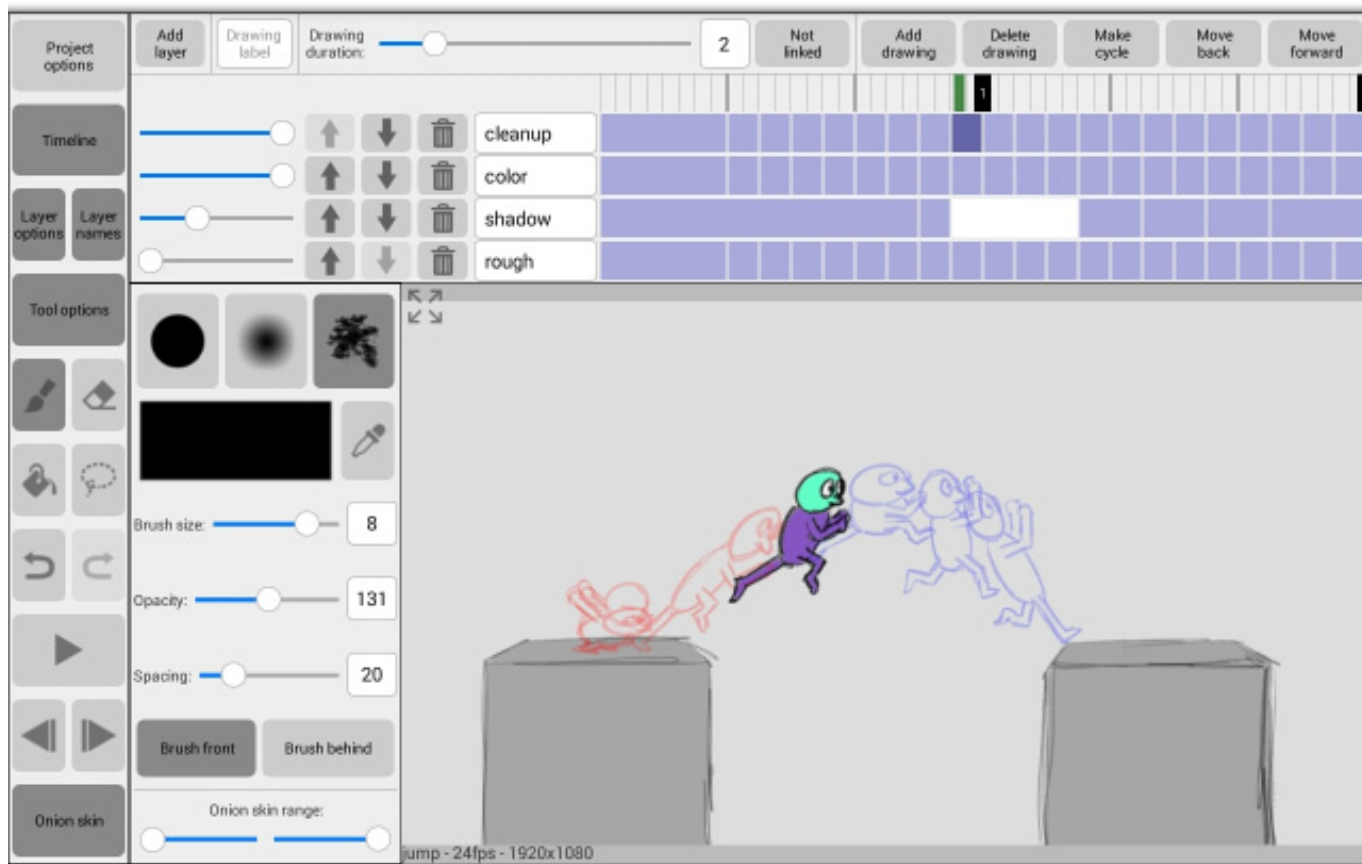 Project
options
Add
layer
Drawing
label
Drawing
duration:
2
Not
linked
Add
drawing
Delete
drawing
Make
cycle
Move
back
Move
forward
1
Timeline
cleanup
color
Layer
options
Layer
names
shadow
rough
Tool options
Brush size:
8
Opacity:
131
Spacing:
20
Brush front
Brush behind
Onion skin range:
Onion skin
jump - 24fps - 1920x1080